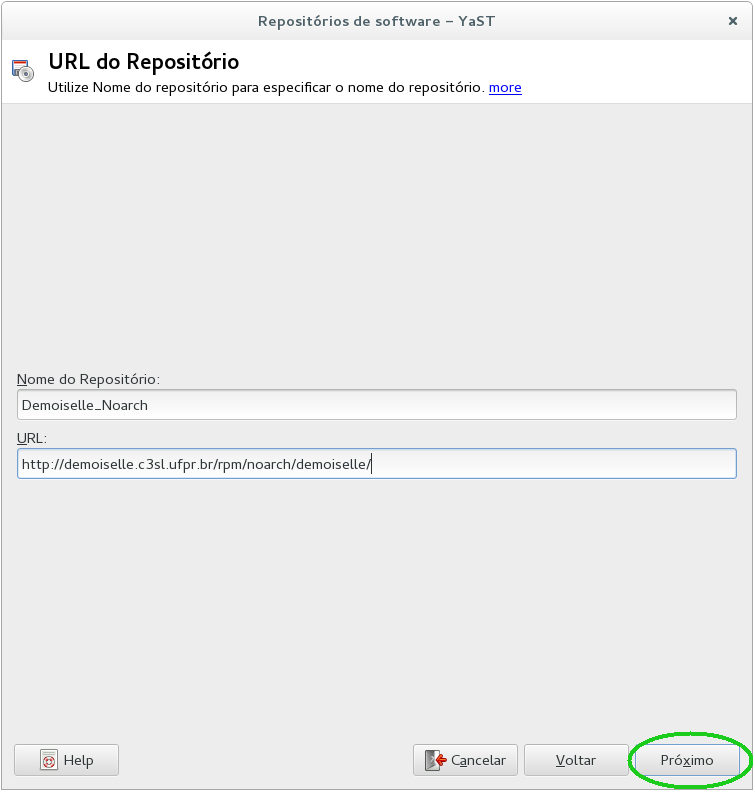 Repositórios de software – YaST
URL do Repositório
Utilize Nome do repositório para especificar o nome do repositório. more
Nome do Repositório:
Demoiselle_Noarch
URL:
http://demoiselle.c3sl.ufpr.br/rpm/noarch/demoiselle/
Help Cancelar Voltar Próximo